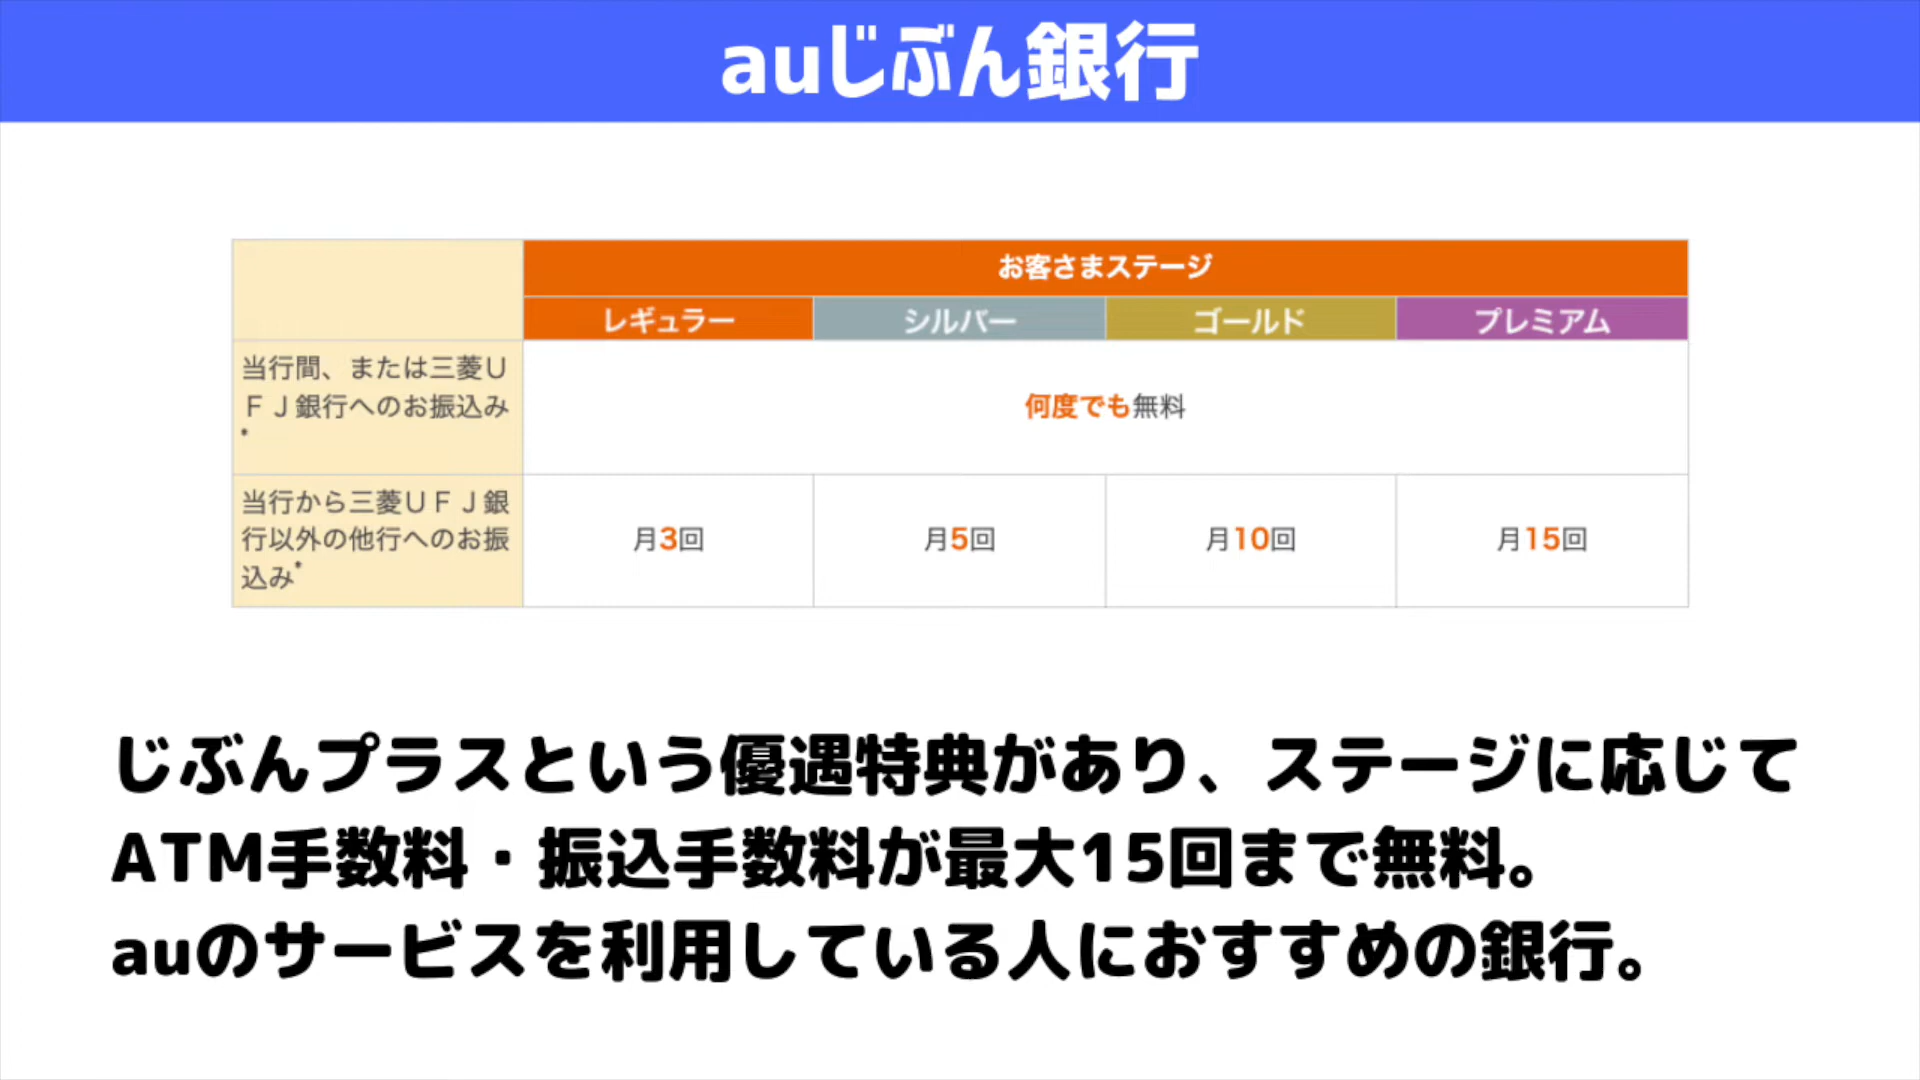 auじぶん銀行
お客さまステージ
レギュラー
シルバー
ゴールド
プレミアム
当行間、または三菱Ｕ
ＦＪ銀行へのお振込み
*
何度でも無料
当行から三菱ＵＦＪ銀
行以外の他行へのお振
込み*
月3回
月5回
月10回
月15回
じぶんプラスという優遇特典があり、ステージに応じて
ATM手数料・振込手数料が最大15回まで無料。
auのサービスを利用している人におすすめの銀行。